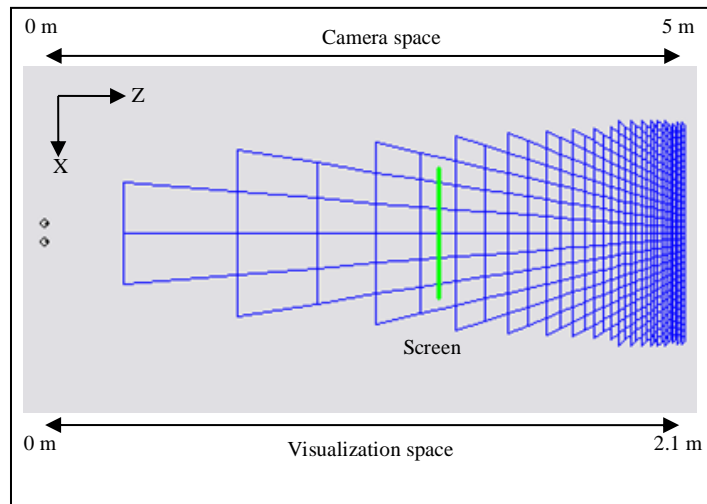 0 m
5 m
Camera space
Z
X
Screen
0 m
Visualization space
2.1 m